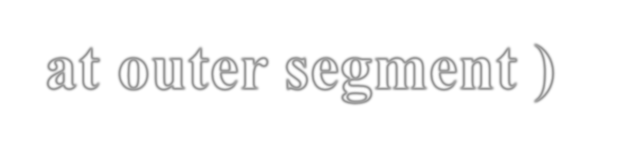 at outer segment )